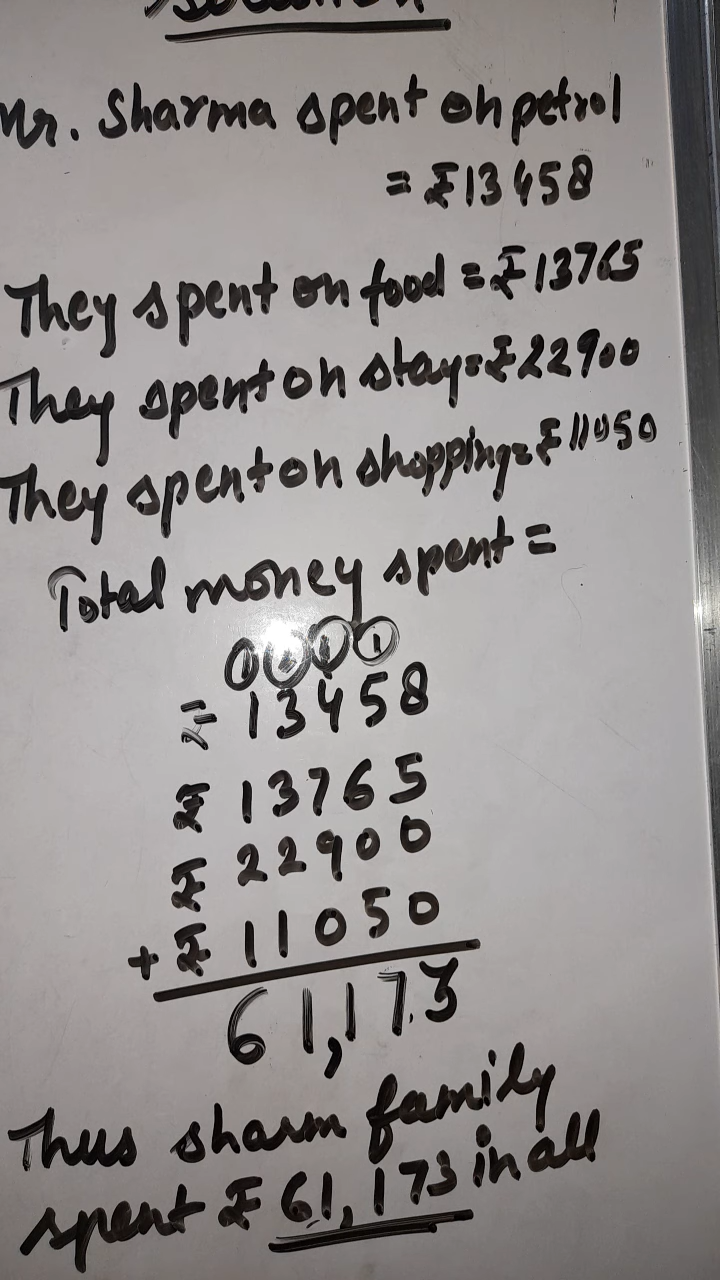 Solution
Mr. Sharma spent on petrol
= ₹13458
They spent on food = ₹13765
They spent on stay = ₹22900
They spent on shopping = ₹11050
Total money spent =
= 13458
₹ 13765
₹ 22900
+ ₹ 11050
61,173
Thus sharm family
spent ₹ 61,173 in all